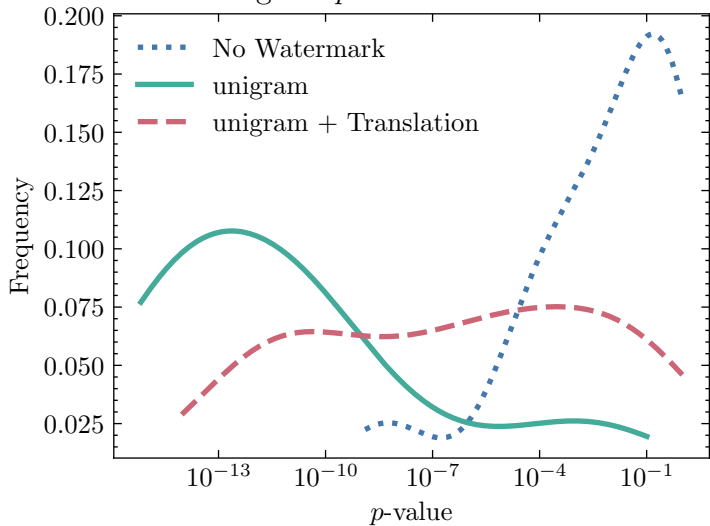 0.200
0.175
0.150
0.125
0.100
0.075
0.050
0.025
Frequency
No Watermark
unigram
unigram + Translation
10⁻¹³ 10⁻¹⁰ 10⁻⁷ 10⁻⁴ 10⁻¹
p-value